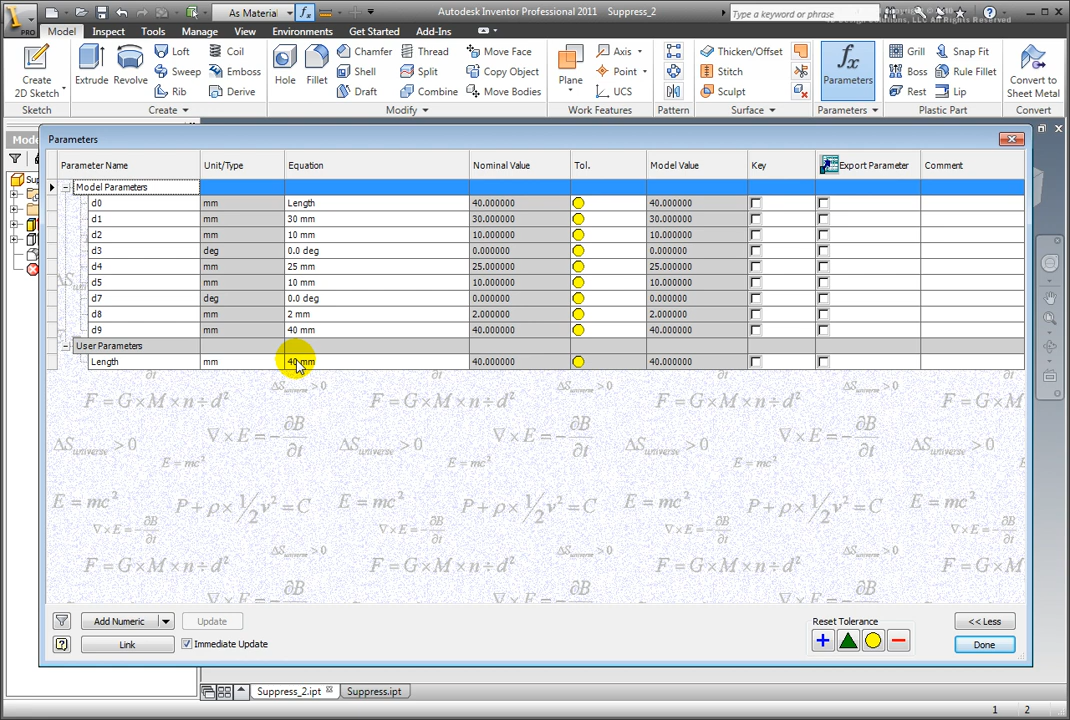 PRO
As Material
Autodesk Inventor Professional 2011 Suppress_2
Type a keyword or phrase
Model Inspect Tools Manage View Environments Get Started Add-Ins
Create
2D Sketch
Sketch
Extrude Revolve
Loft Coil
Sweep Emboss
Rib Derive
Create
Hole Fillet
Chamfer Thread Move Face
Shell Split Copy Object
Draft Combine Move Bodies
Modify
Plane
Axis
Point
UCS
Work Features
Pattern
Thicken/Offset
Stitch
Sculpt
Surface
Parameters
Parameters
Grill Snap Fit
Boss Rule Fillet
Rest Lip
Plastic Part
Convert to
Sheet Metal
Convert
Mode
Parameters
Parameter Name Unit/Type Equation Nominal Value Tol. Model Value Key Export Parameter Comment
Model Parameters
d0 mm Length 40.000000 40.000000
d1 mm 30 mm 30.000000 30.000000
d2 mm 10 mm 10.000000 10.000000
d3 deg 0.0 deg 0.000000 0.000000
d4 mm 25 mm 25.000000 25.000000
d5 mm 10 mm 10.000000 10.000000
d7 deg 0.0 deg 0.000000 0.000000
d8 mm 2 mm 2.000000 2.000000
d9 mm 40 mm 40.000000 40.000000
User Parameters
Length mm 40 mm 40.000000 40.000000
F = G×M×n÷d²
∇×E = −∂B/∂t
ΔSuniverse > 0
E = mc²
P + ρ × ½v² = C
Add Numeric Update
Link Immediate Update
Reset Tolerance
<< Less
Done
Suppress_2.ipt Suppress.ipt
1 2